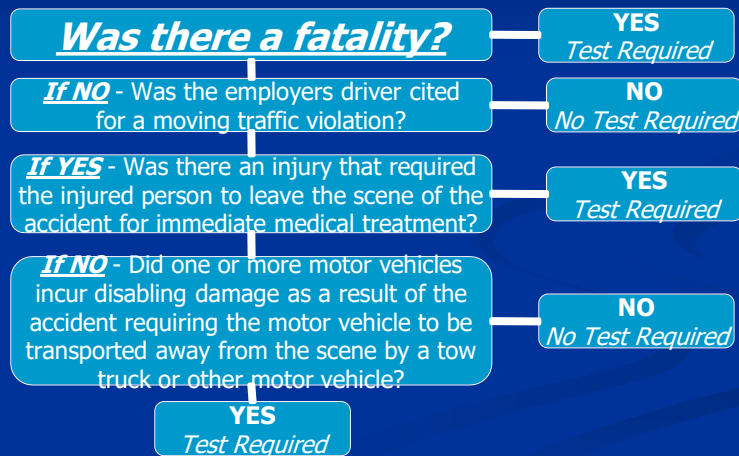 Was there a fatality?
YES
Test Required
If NO - Was the employers driver cited
for a moving traffic violation?
NO
No Test Required
If YES - Was there an injury that required
the injured person to leave the scene of the
accident for immediate medical treatment?
YES
Test Required
If NO - Did one or more motor vehicles
incur disabling damage as a result of the
accident requiring the motor vehicle to be
transported away from the scene by a tow
truck or other motor vehicle?
NO
No Test Required
YES
Test Required